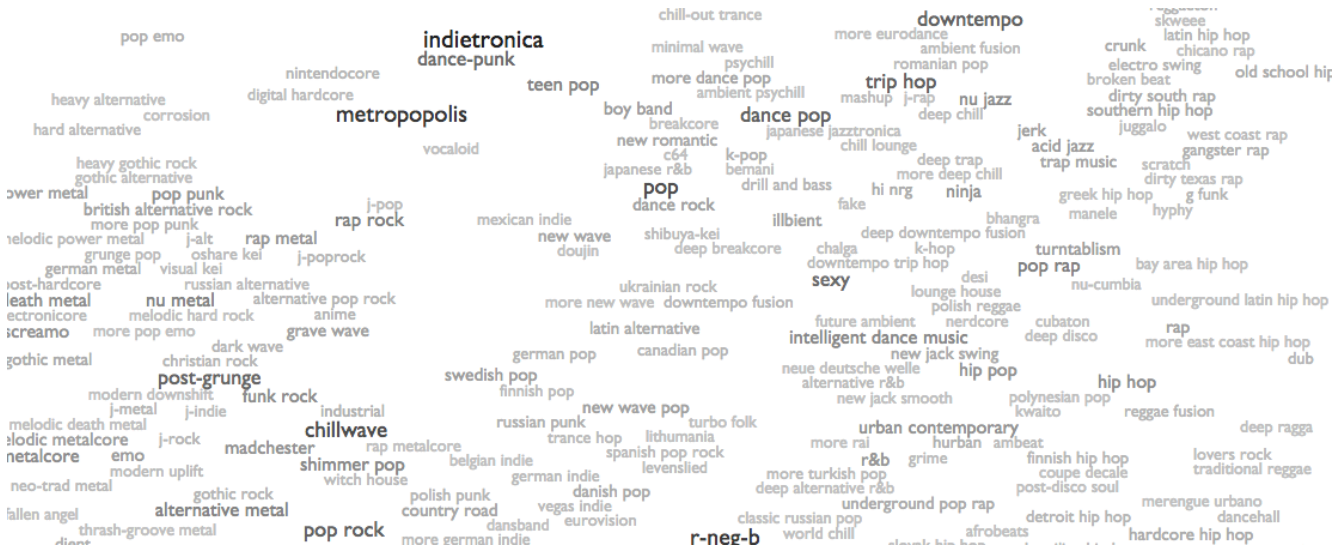 chill-out trance
downtempo
skweee
pop emo
indietronica
more eurodance
latin hip hop
minimal wave
ambient fusion
crunk
chicano rap
dance-punk
psychill
romanian pop
electro swing
old school hip
nintendocore
more dance pop
trip hop
broken beat
teen pop
ambient psychill
heavy alternative
digital hardcore
mashup
j-rap
nu jazz
dirty south rap
corrosion
metropopolis
boy band
dance pop
deep chill
southern hip hop
hard alternative
breakcore
japanese jazztronica
jerk
juggalo
west coast rap
new romantic
chill lounge
acid jazz
gangster rap
vocaloid
c64
k-pop
deep trap
trap music
scratch
heavy gothic rock
japanese r&b
bemani
more deep chill
dirty texas rap
gothic alternative
drill and bass
hi nrg
ninja
greek hip hop
g funk
ower metal
pop punk
pop
british alternative rock
j-pop
dance rock
fake
manele
hyphy
more pop punk
rap rock
mexican indie
illbient
bhangra
melodic power metal
j-alt
rap metal
new wave
shibuya-kei
deep downtempo fusion
grunge pop
oshare kei
j-poprock
doujin
deep breakcore
chalga
k-hop
turntablism
german metal
visual kei
downtempo trip hop
pop rap
bay area hip hop
ost-hardcore
russian alternative
ukrainian rock
sexy
desi
nu-cumbia
eath metal
nu metal
alternative pop rock
more new wave
downtempo fusion
lounge house
underground latin hip hop
ectronicore
melodic hard rock
anime
polish reggae
screamo
more pop emo
grave wave
latin alternative
future ambient
nerdcore
cubaton
rap
dark wave
intelligent dance music
deep disco
more east coast hip hop
gothic metal
christian rock
german pop
canadian pop
new jack swing
dub
post-grunge
swedish pop
neue deutsche welle
hip pop
modern downshift
funk rock
finnish pop
alternative r&b
hip hop
j-metal
j-indie
industrial
new wave pop
new jack smooth
polynesian pop
melodic death metal
chillwave
russian punk
turbo folk
kwaito
reggae fusion
elodic metalcore
j-rock
trance hop
lithumania
urban contemporary
deep ragga
metalcore
emo
madchester
rap metalcore
spanish pop rock
more rai
hurban
ambeat
modern uplift
shimmer pop
belgian indie
levenslied
r&b
grime
finnish hip hop
lovers rock
neo-trad metal
witch house
german indie
more turkish pop
coupe decale
traditional reggae
gothic rock
polish punk
danish pop
deep alternative r&b
post-disco soul
fallen angel
alternative metal
country road
vegas indie
underground pop rap
merengue urbano
thrash-groove metal
pop rock
dansband
eurovision
classic russian pop
detroit hip hop
dancehall
more german indie
r-neg-b
world chill
afrobeats
hardcore hip hop